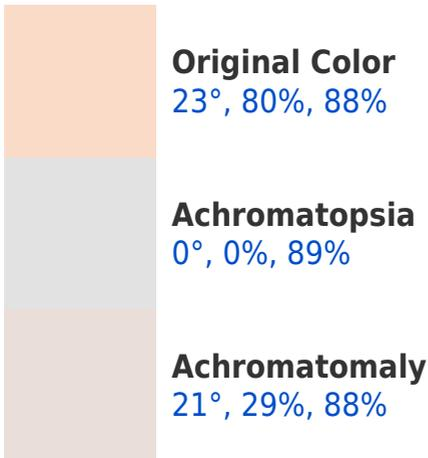 Original Color
23°, 80%, 88%
Achromatopsia
0°, 0%, 89%
Achromatomaly
21°, 29%, 88%